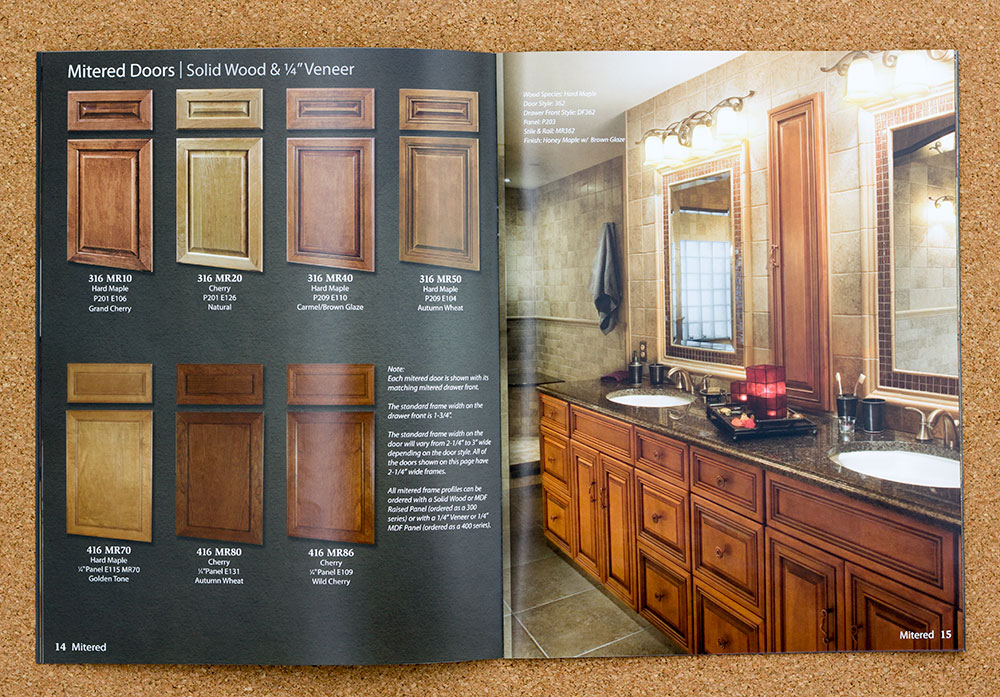 Mitered Doors | Solid Wood & ¼" Veneer
316 MR10
Hard Maple
P201 E106
Grand Cherry
316 MR20
Cherry
P201 E126
Natural
316 MR40
Hard Maple
P209 E110
Carmel/Brown Glaze
316 MR50
Hard Maple
P209 E104
Autumn Wheat
416 MR70
Hard Maple
¼" Panel E115 MR70
Golden Tone
416 MR80
Cherry
¼" Panel E131
Autumn Wheat
416 MR86
Cherry
¼" Panel E109
Wild Cherry
Note:
Each mitered door is shown with its
matching mitered drawer front.
The standard frame width on the
drawer front is 1-3/4".
The standard frame width on the
door will vary from 2-1/4" to 3" wide
depending on the door style. All of
the doors shown on this page have
2-1/4" wide frames.
All mitered frame profiles can be
ordered with a Solid Wood or MDF
Raised Panel (ordered as a 300
series) or with a 1/4" Veneer or 1/4"
MDF Panel (ordered as a 400 series).
14 Mitered
Wood Species: Hard Maple
Door Style: 362
Drawer Front Style: DF362
Panel: P203
Stile & Rail: MR362
Finish: Honey Maple w/ Brown Glaze
Mitered 15